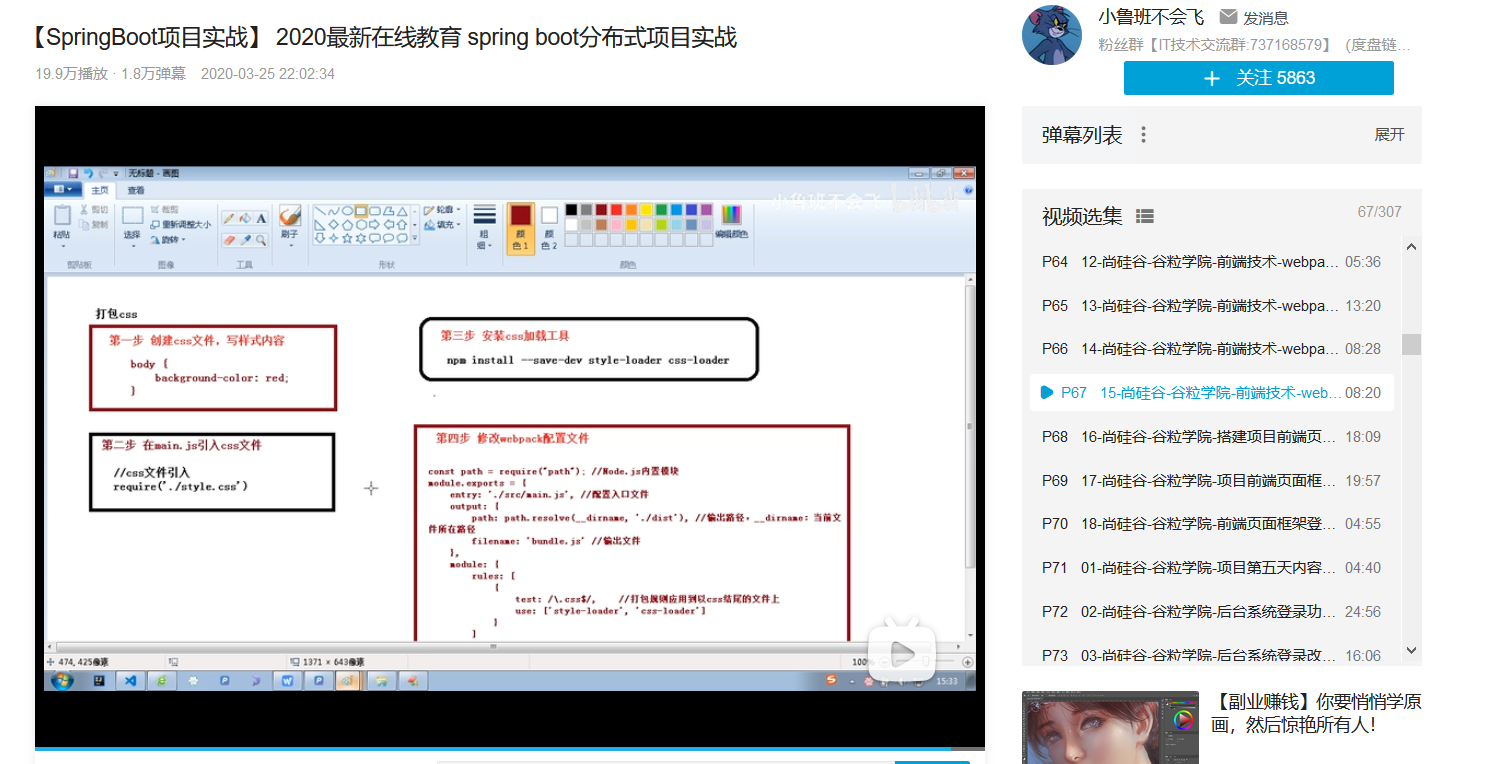 【SpringBoot项目实战】 2020最新在线教育 spring boot分布式项目实战
19.9万播放 · 1.8万弹幕 2020-03-25 22:02:34
小鲁班不会飞 发消息
粉丝群【IT技术交流群:737168579】 (度盘链...
+ 关注 5863
弹幕列表
展开
视频选集
67/307
P64 12-尚硅谷-谷粒学院-前端技术-webpa... 05:36
P65 13-尚硅谷-谷粒学院-前端技术-webpa... 13:20
P66 14-尚硅谷-谷粒学院-前端技术-webpa... 08:28
P67 15-尚硅谷-谷粒学院-前端技术-web... 08:20
P68 16-尚硅谷-谷粒学院-搭建项目前端页... 18:09
P69 17-尚硅谷-谷粒学院-项目前端页面框... 19:57
P70 18-尚硅谷-谷粒学院-前端页面框架登... 04:55
P71 01-尚硅谷-谷粒学院-项目第五天内容... 04:40
P72 02-尚硅谷-谷粒学院-后台系统登录功... 24:56
P73 03-尚硅谷-谷粒学院-后台系统登录改... 16:06
【副业赚钱】你要悄悄学原
画，然后惊艳所有人!
无标题 - 画图
主页 查看
粘贴
剪切
复制
剪贴板
选择
裁剪
重新调整大小
旋转
图像
工具
刷子
轮廓
填充
形状
粗
细
颜
色 1
颜
色 2
编辑颜色
颜色
小鲁班不会飞
打包css
第一步 创建css文件，写样式内容
body {
background-color: red;
}
第二步 在main.js引入css文件
//css文件引入
require('./style.css')
第三步 安装css加载工具
npm install --save-dev style-loader css-loader
第四步 修改webpack配置文件
const path = require("path"); //Node.js内置模块
module.exports = {
entry: './src/main.js', //配置入口文件
output: {
path: path.resolve(__dirname, './dist'), //输出路径，__dirname：当前文
件所在路径
filename: 'bundle.js' //输出文件
},
module: {
rules: [
{
test: /\.css$/, //打包规则应用到以css结尾的文件上
use: ['style-loader', 'css-loader']
}
]
474, 425像素
1371 × 643像素
100%
15:33